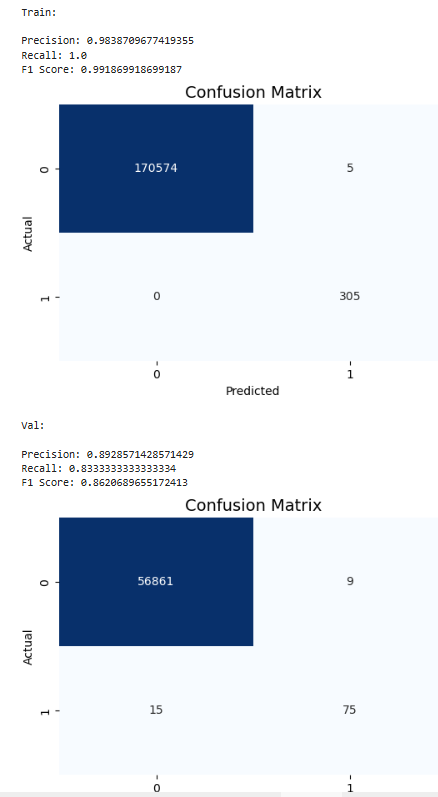 Train:
Precision: 0.9838709677419355
Recall: 1.0
F1 Score: 0.991869918699187
Confusion Matrix
0
170574
5
Actual
1
0
305
0
1
Predicted
Val:
Precision: 0.8928571428571429
Recall: 0.8333333333333334
F1 Score: 0.8620689655172413
Confusion Matrix
0
56861
9
Actual
1
15
75
0
1